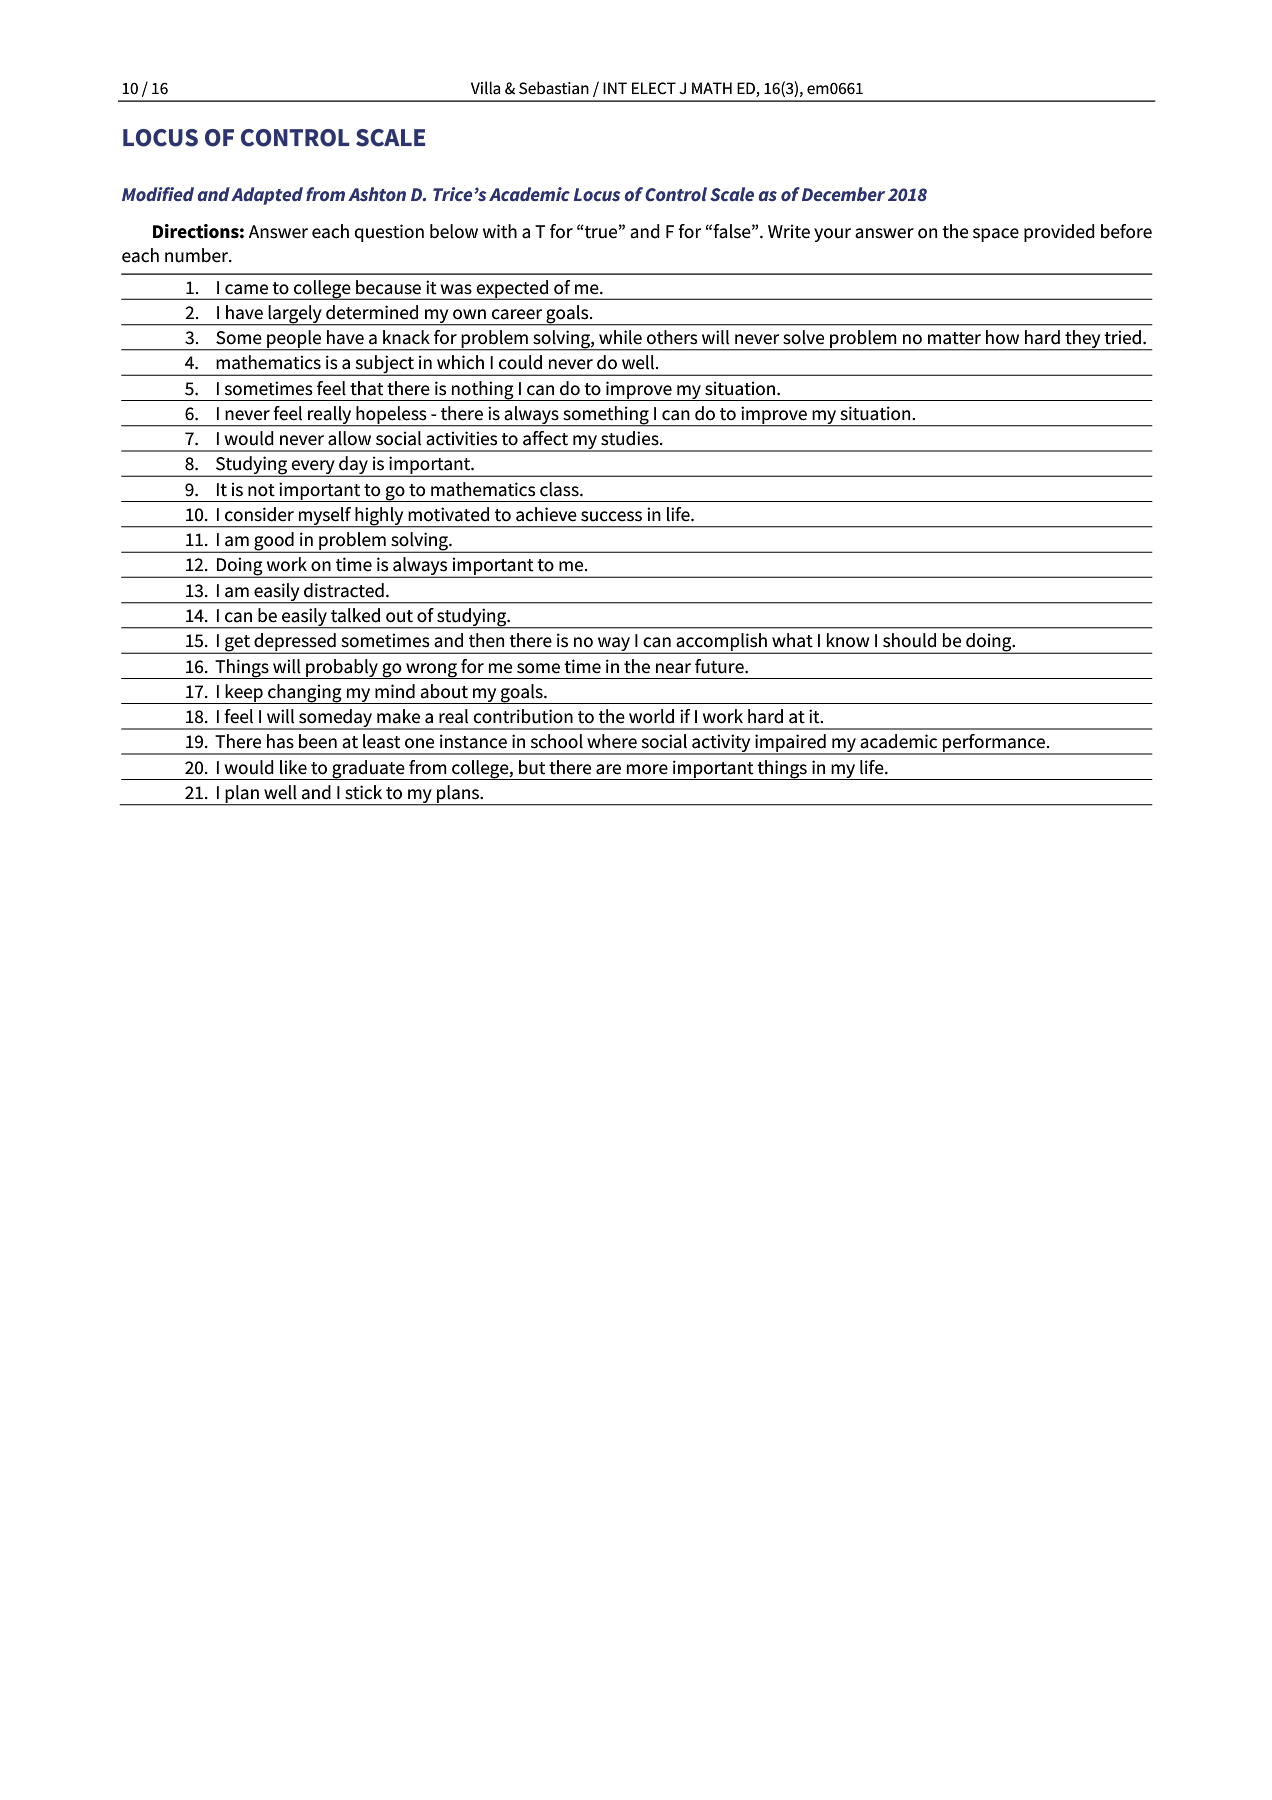 10 / 16
Villa & Sebastian / INT ELECT J MATH ED, 16(3), em0661
LOCUS OF CONTROL SCALE
Modified and Adapted from Ashton D. Trice’s Academic Locus of Control Scale as of December 2018
Directions: Answer each question below with a T for “true” and F for “false”. Write your answer on the space provided before
each number.
1. I came to college because it was expected of me.
2. I have largely determined my own career goals.
3. Some people have a knack for problem solving, while others will never solve problem no matter how hard they tried.
4. mathematics is a subject in which I could never do well.
5. I sometimes feel that there is nothing I can do to improve my situation.
6. I never feel really hopeless - there is always something I can do to improve my situation.
7. I would never allow social activities to affect my studies.
8. Studying every day is important.
9. It is not important to go to mathematics class.
10. I consider myself highly motivated to achieve success in life.
11. I am good in problem solving.
12. Doing work on time is always important to me.
13. I am easily distracted.
14. I can be easily talked out of studying.
15. I get depressed sometimes and then there is no way I can accomplish what I know I should be doing.
16. Things will probably go wrong for me some time in the near future.
17. I keep changing my mind about my goals.
18. I feel I will someday make a real contribution to the world if I work hard at it.
19. There has been at least one instance in school where social activity impaired my academic performance.
20. I would like to graduate from college, but there are more important things in my life.
21. I plan well and I stick to my plans.